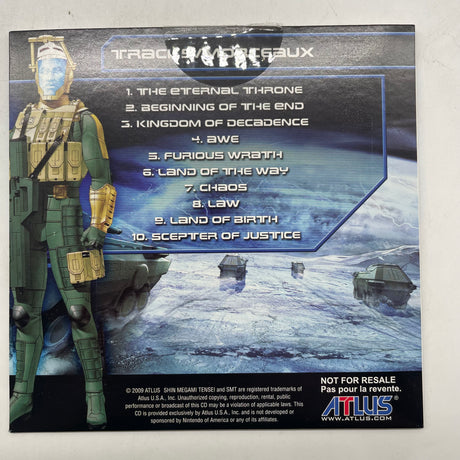 TRACKS/MORCEAUX
1. THE ETERNAL THRONE
2. BEGINNING OF THE END
3. KINGDOM OF DECADENCE
4. AWE
5. FURIOUS WRATH
6. LAND OF THE WAY
7. CHAOS
8. LAW
9. LAND OF BIRTH
10. SCEPTER OF JUSTICE
© 2009 ATLUS SHIN MEGAMI TENSEI and SMT are registered trademarks of
Atlus U.S.A., Inc. Unauthorized copying, reproduction, rental, public
performance or broadcast of this CD may be a violation of applicable laws. This
CD is provided exclusively by Atlus U.S.A., Inc. and is not developed or
sponsored by Nintendo of America or any of its affiliates.
NOT FOR RESALE
Pas pour la revente.
ATLUS®
WWW.ATLUS.COM